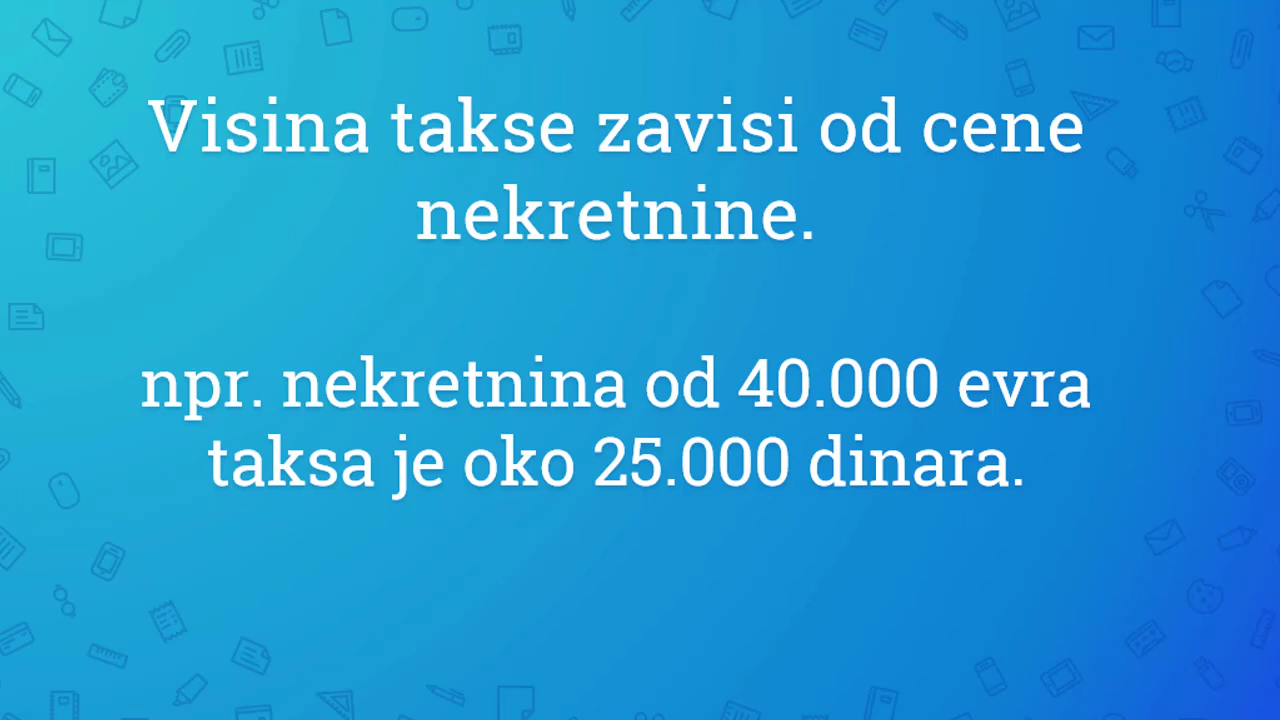 Visina takse zavisi od cene
nekretnine.
npr. nekretnina od 40.000 evra
taksa je oko 25.000 dinara.